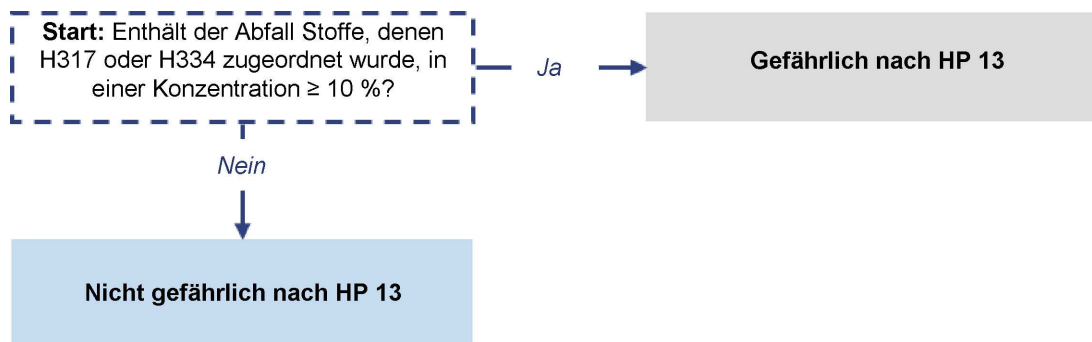 Start: Enthält der Abfall Stoffe, denen
H317 oder H334 zugeordnet wurde, in
einer Konzentration ≥ 10 %?
Ja
Gefährlich nach HP 13
Nein
Nicht gefährlich nach HP 13